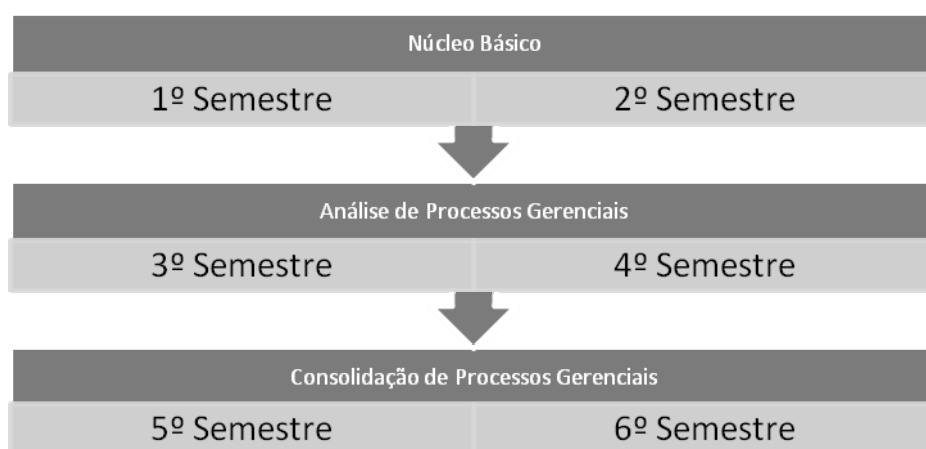 Núcleo Básico
1º Semestre 2º Semestre
Análise de Processos Gerenciais
3º Semestre 4º Semestre
Consolidação de Processos Gerenciais
5º Semestre 6º Semestre